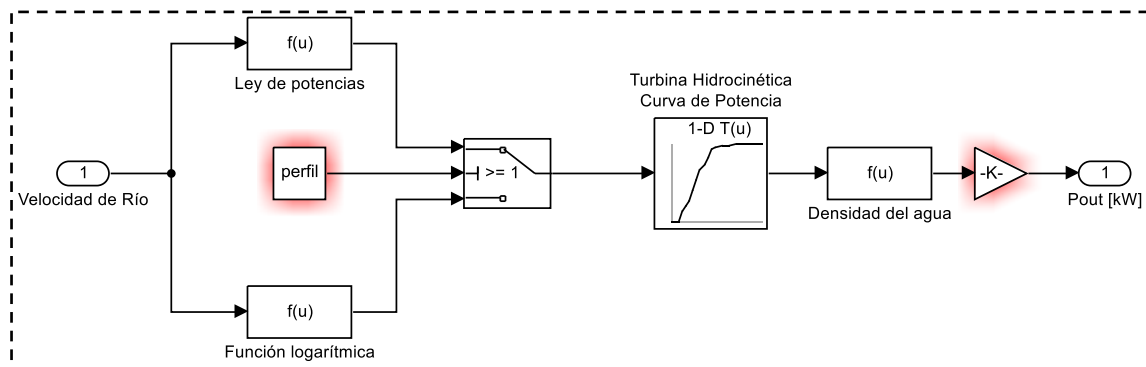 f(u)
Ley de potencias
Turbina Hidrocinética
Curva de Potencia
1-D T(u)
perfil
>= 1
1
Velocidad de Río
f(u)
Densidad del agua
-K-
1
Pout [kW]
f(u)
Función logarítmica